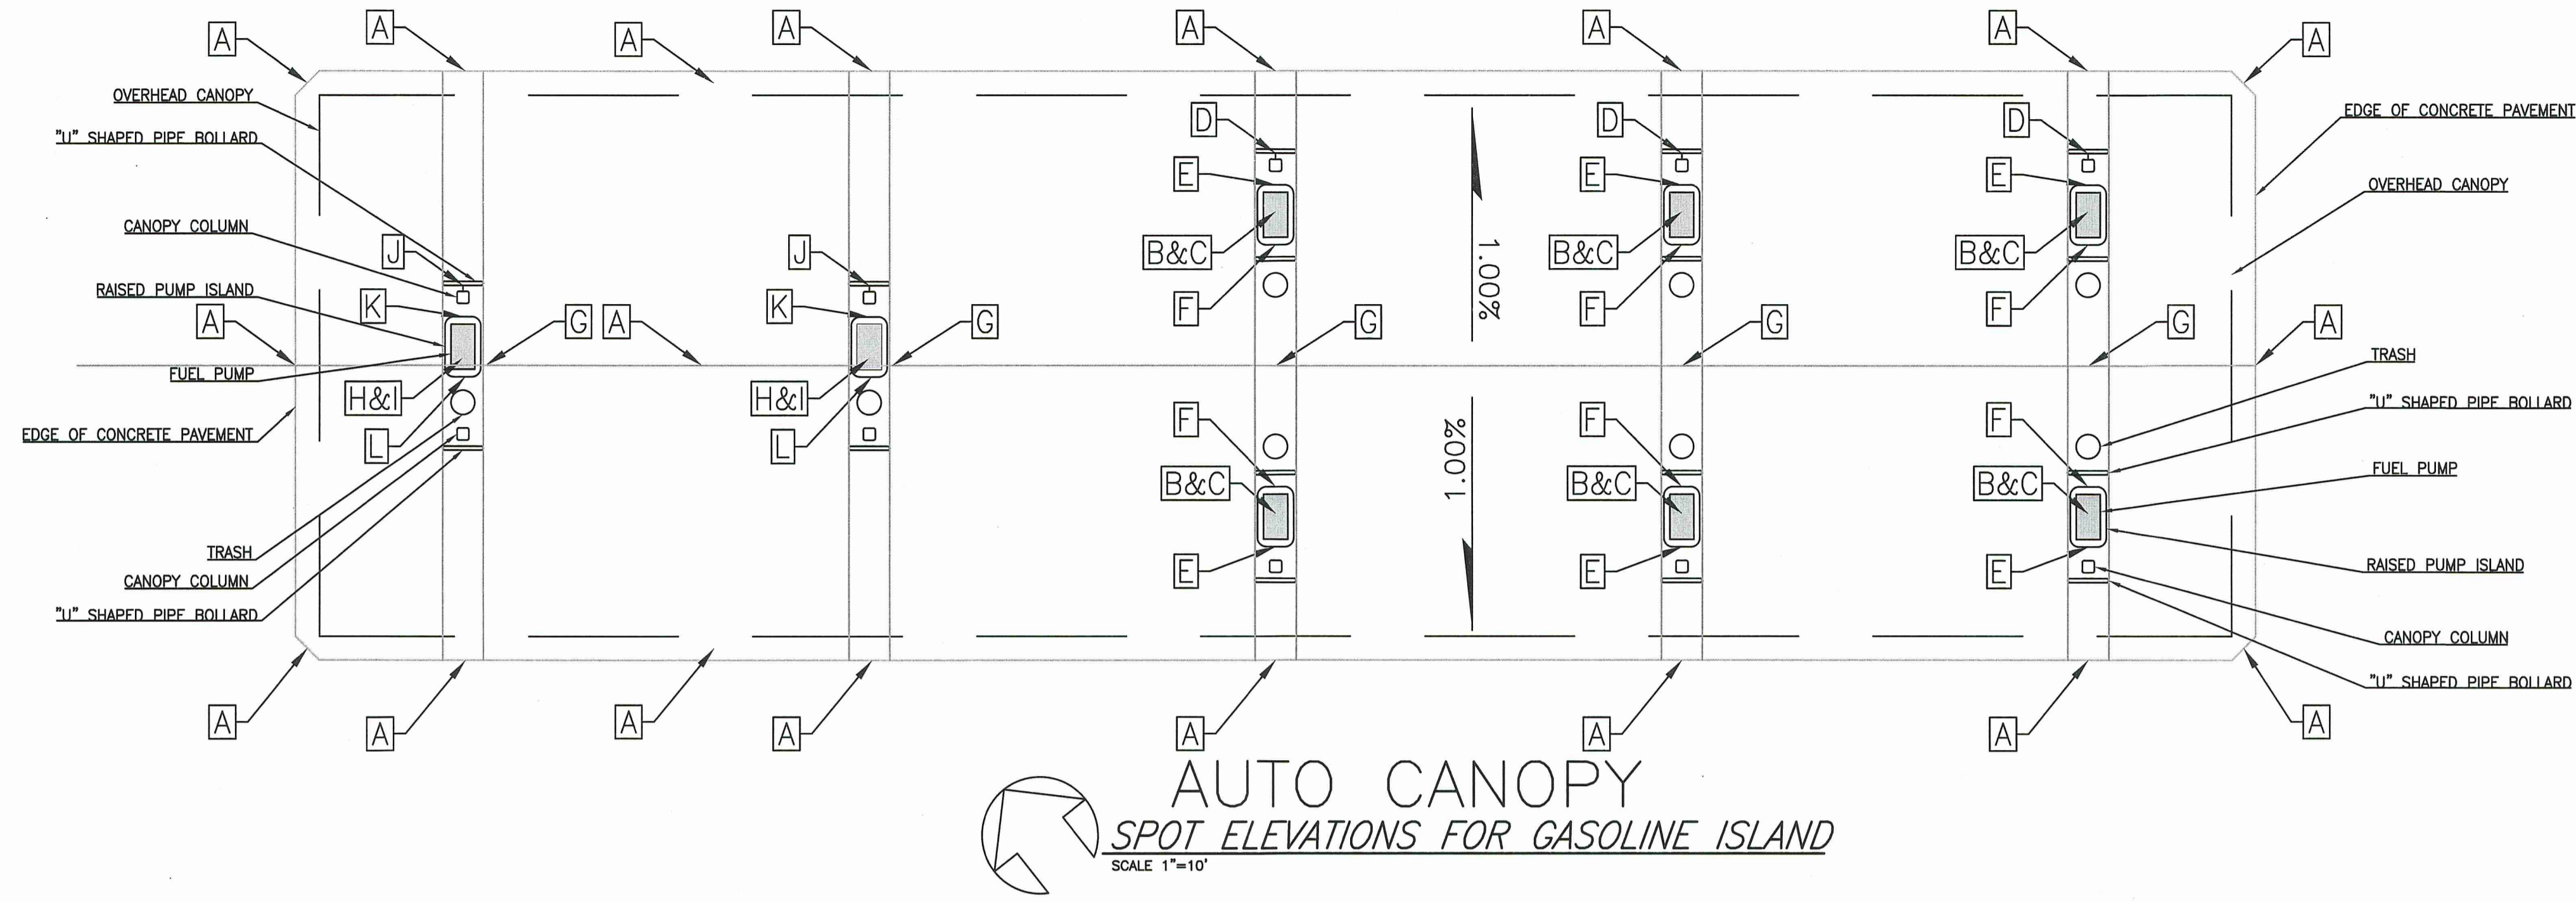 A A A A A A A A
OVERHEAD CANOPY
"U" SHAPED PIPE BOLLARD
CANOPY COLUMN
RAISED PUMP ISLAND
FUEL PUMP
EDGE OF CONCRETE PAVEMENT
TRASH
CANOPY COLUMN
"U" SHAPED PIPE BOLLARD
D D D
E E E
J J B&C B&C B&C
K K F F F
A G A G G G G A
H&I H&I
L L
1.00%
1.00%
F F F
B&C B&C B&C
E E E
EDGE OF CONCRETE PAVEMENT
OVERHEAD CANOPY
TRASH
"U" SHAPED PIPE BOLLARD
FUEL PUMP
RAISED PUMP ISLAND
CANOPY COLUMN
"U" SHAPED PIPE BOLLARD
A A A A A A A A
AUTO CANOPY
SPOT ELEVATIONS FOR GASOLINE ISLAND
SCALE 1"=10'